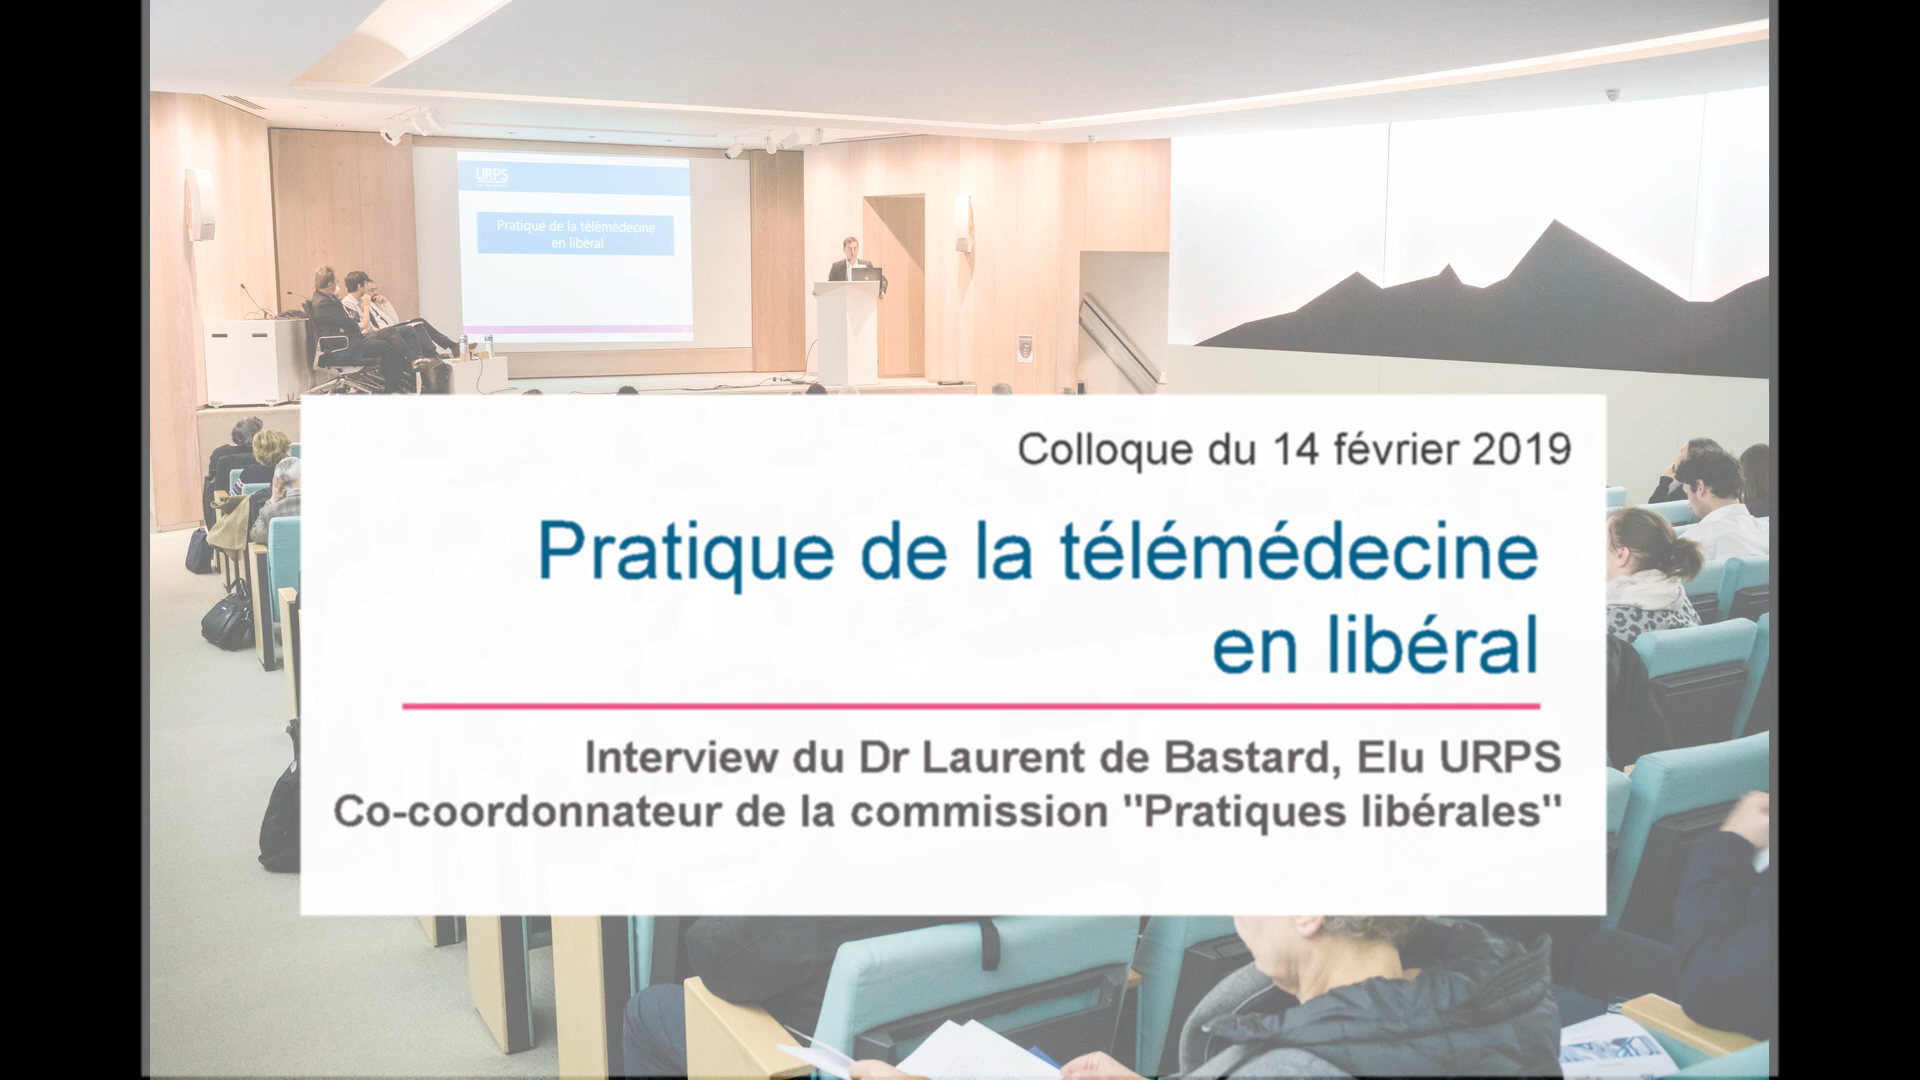 URPS
Pratique de la télémédecine
en libéral
Colloque du 14 février 2019
Pratique de la télémédecine
en libéral
Interview du Dr Laurent de Bastard, Elu URPS
Co-coordonnateur de la commission "Pratiques libérales"